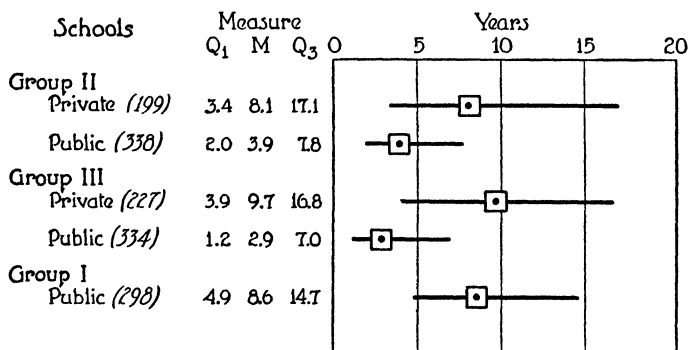 Schools Measure Years
Q1 M Q3 0 5 10 15 20
Group II
Private (199) 3.4 8.1 17.1
Public (338) 2.0 3.9 7.8
Group III
Private (227) 3.9 9.7 16.8
Public (334) 1.2 2.9 7.0
Group I
Public (298) 4.9 8.6 14.7